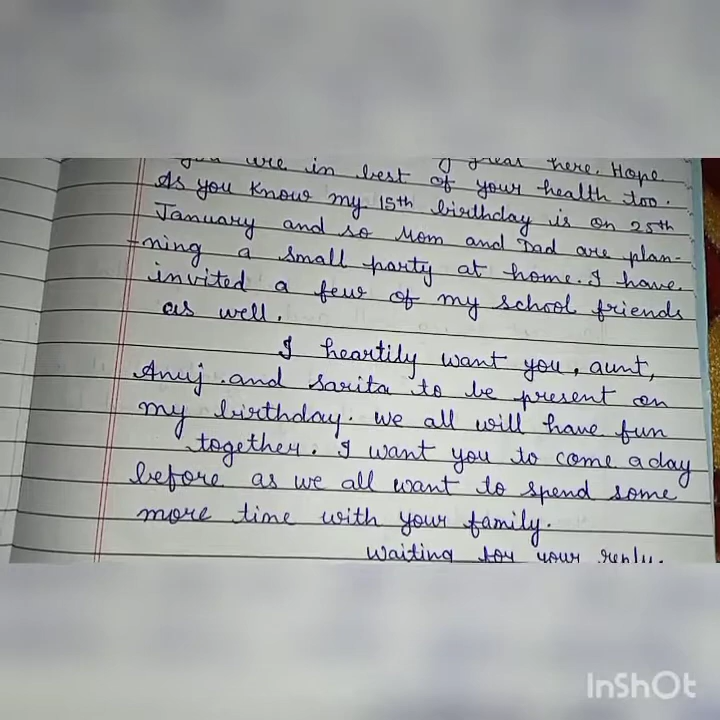 you are in best of your health too.
great here. Hope
As you know my 15th birthday is on 25th
January and so Mom and Dad are plan-
-ning a small party at home. I have
invited a few of my school friends
as well.
I heartily want you, aunt,
Anuj and Sarita to be present on
my birthday. we all will have fun
together. I want you to come a day
before as we all want to spend some
more time with your family.
Waiting for your reply.
InShOt